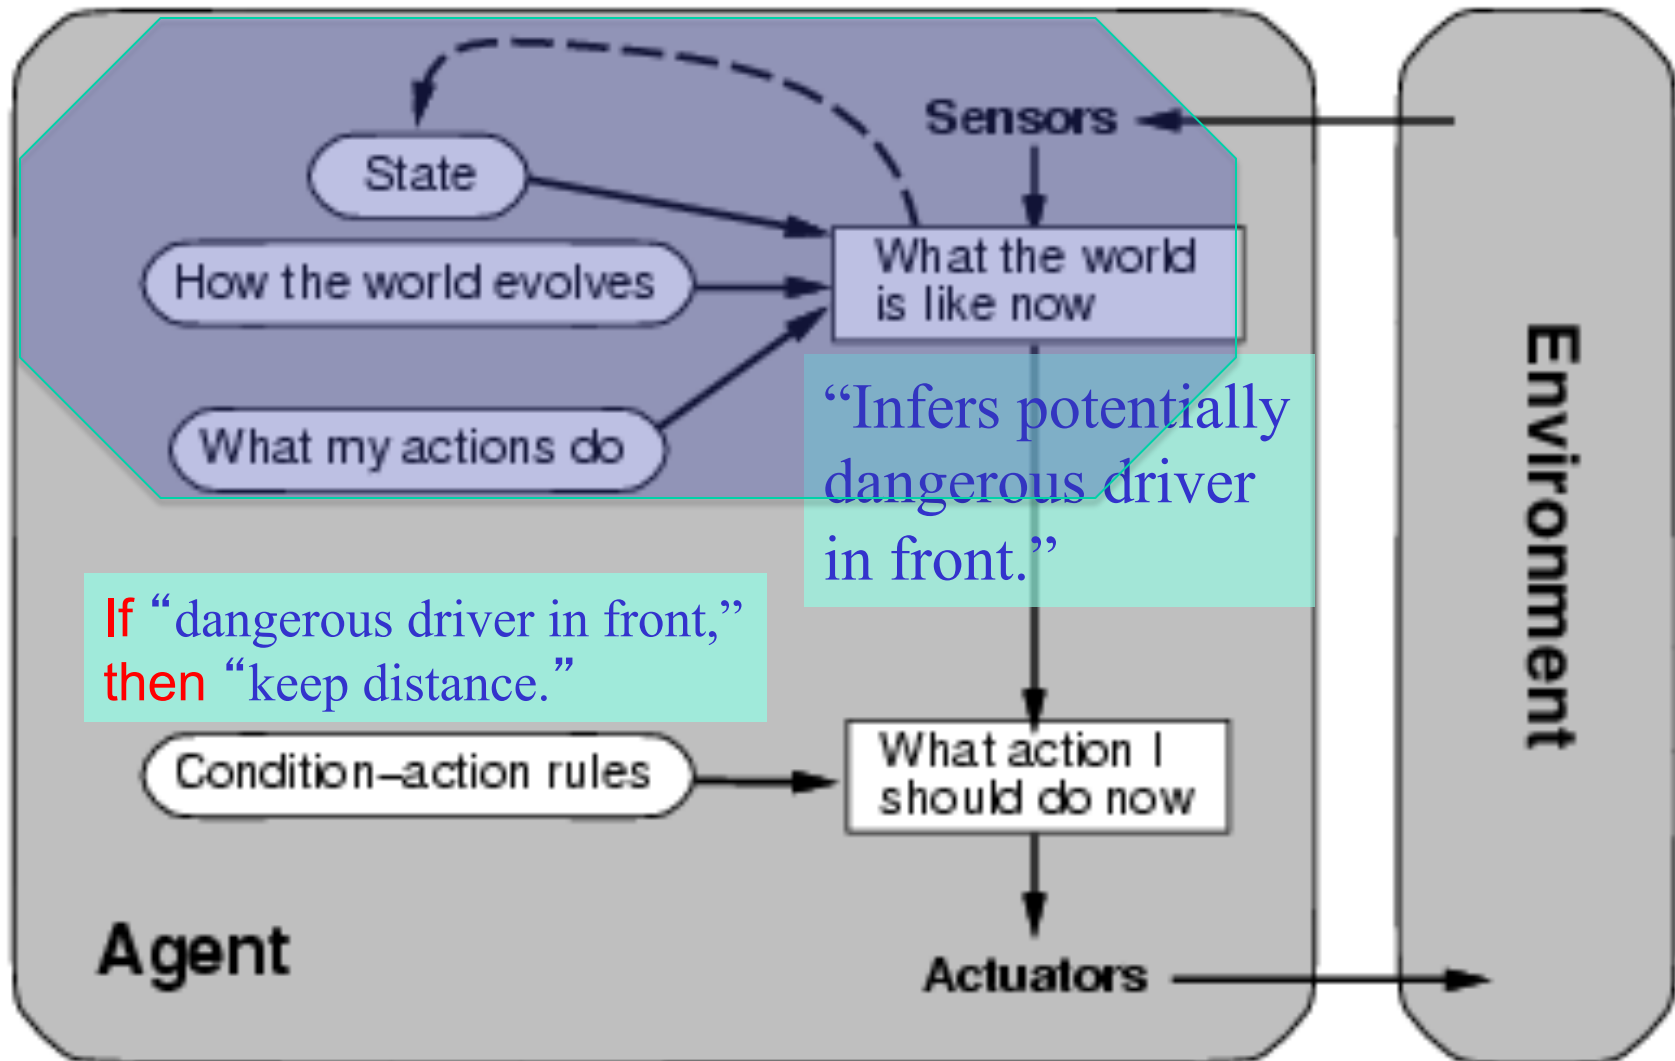 Sensors
State
What the world
is like now
How the world evolves
“Infers potentially
dangerous driver
in front.”
What my actions do
If “dangerous driver in front,”
then “keep distance.”
Condition–action rules
What action I
should do now
Agent
Actuators
Environment